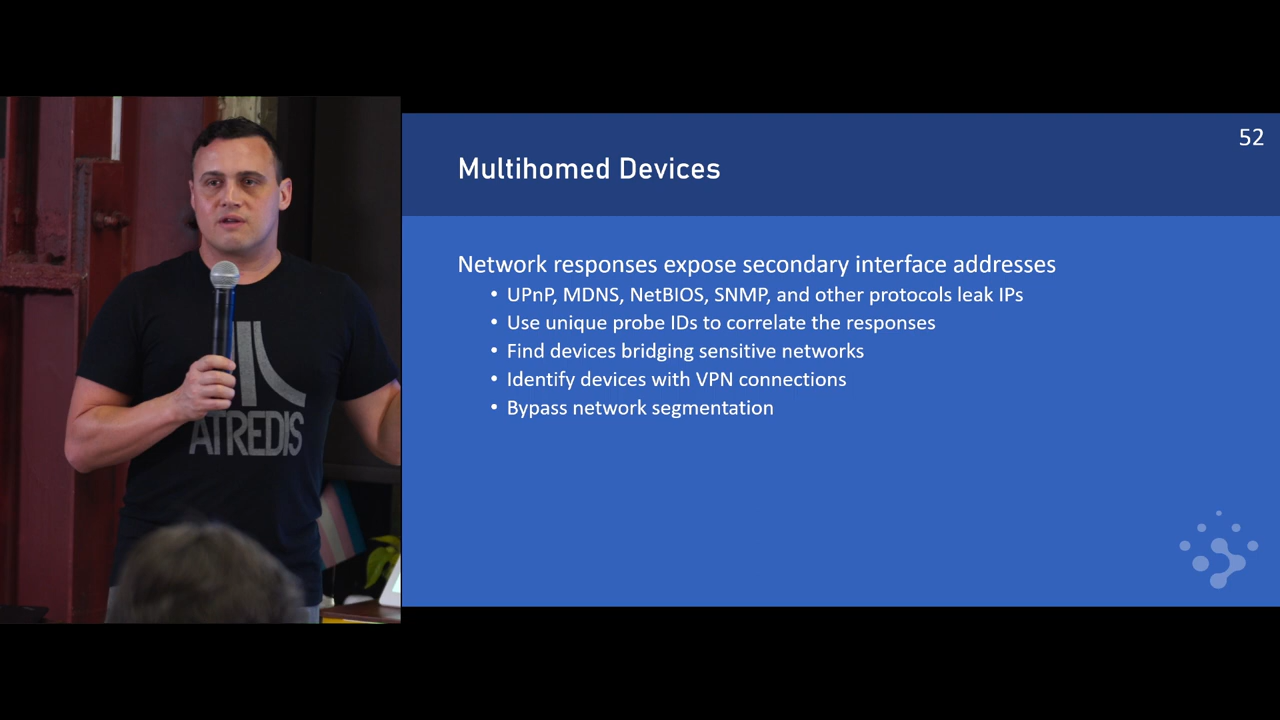 52
Multihomed Devices
Network responses expose secondary interface addresses
• UPnP, MDNS, NetBIOS, SNMP, and other protocols leak IPs
• Use unique probe IDs to correlate the responses
• Find devices bridging sensitive networks
• Identify devices with VPN connections
• Bypass network segmentation
ATREDIS